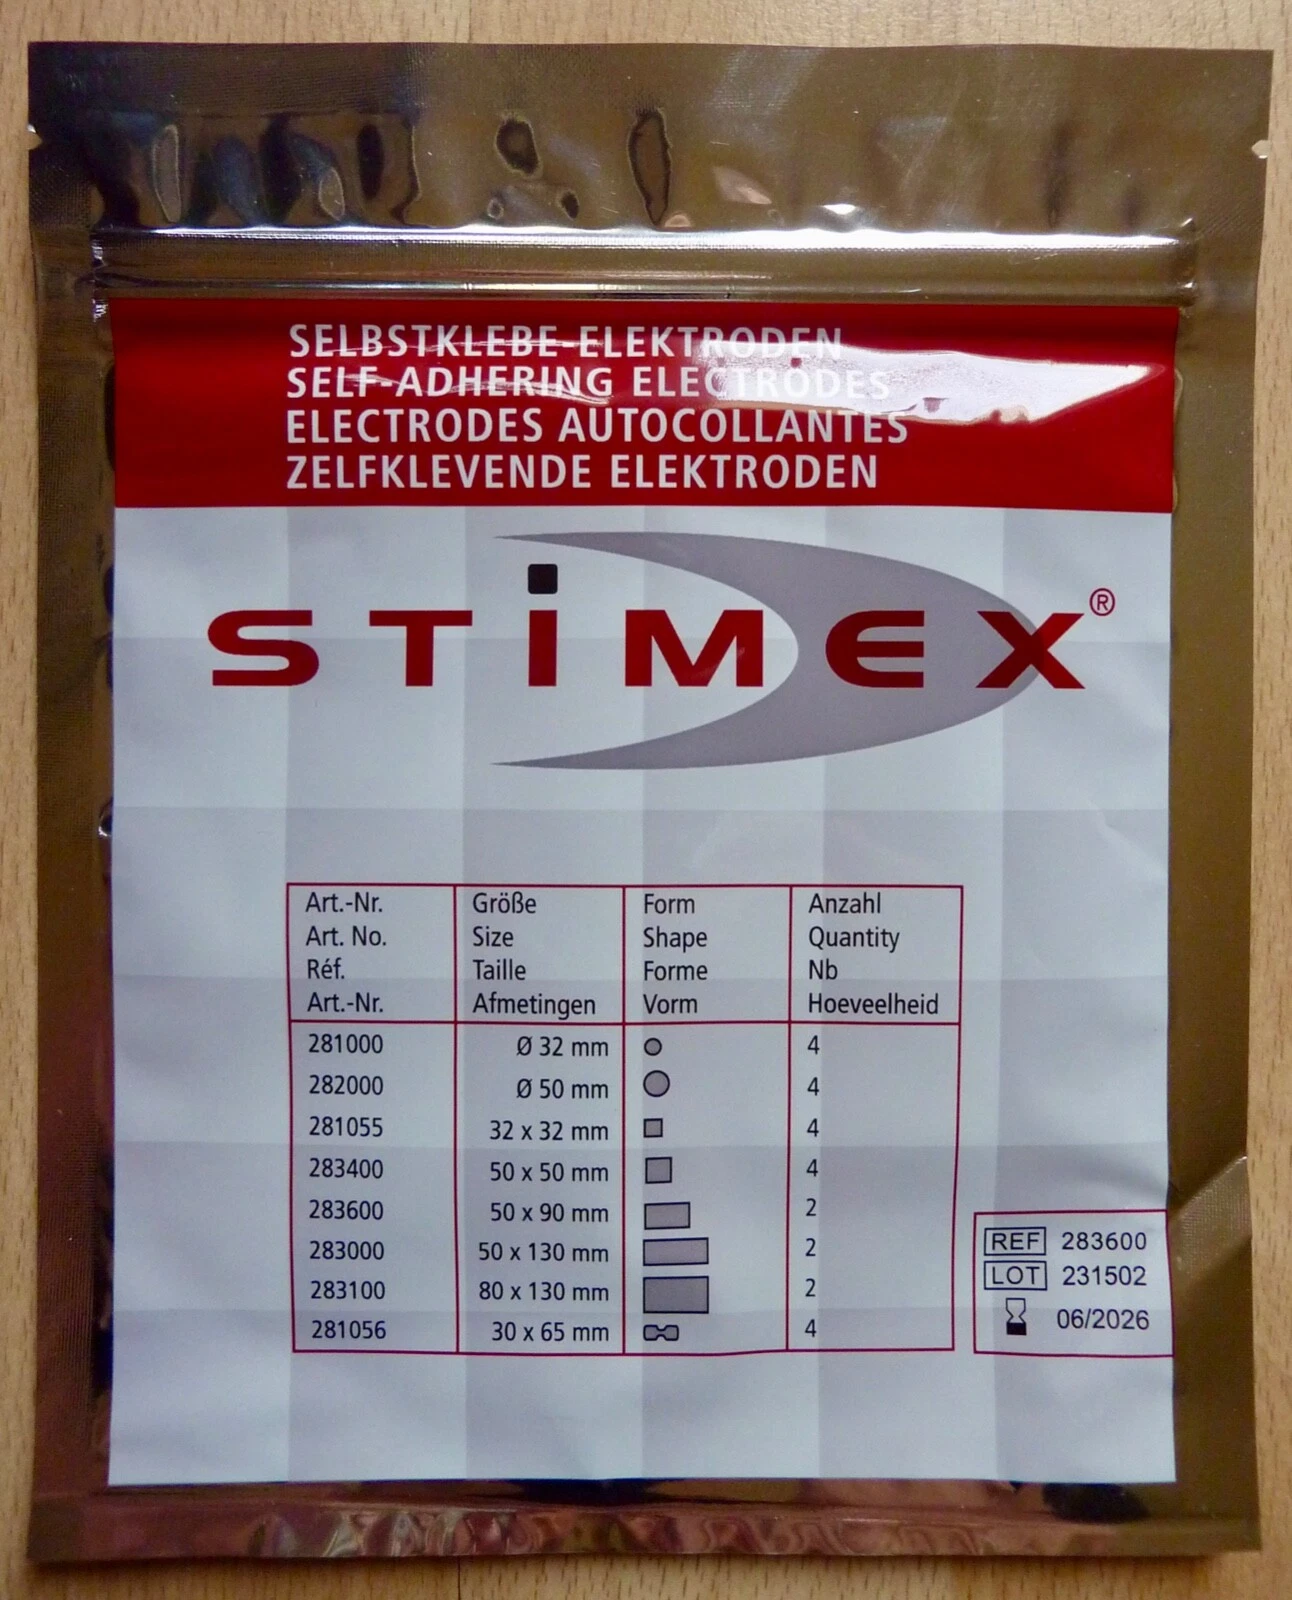 SELBSTKLEBE-ELEKTRODEN
SELF-ADHERING ELECTRODES
ELECTRODES AUTOCOLLANTES
ZELFKLEVENDE ELEKTRODEN
STiMEX®
Art.-Nr. Größe Form Anzahl
Art. No. Size Shape Quantity
Réf. Taille Forme Nb
Art.-Nr. Afmetingen Vorm Hoeveelheid
281000 Ø 32 mm 4
282000 Ø 50 mm 4
281055 32 x 32 mm 4
283400 50 x 50 mm 4
283600 50 x 90 mm 2
283000 50 x 130 mm 2
283100 80 x 130 mm 2
281056 30 x 65 mm 4
REF 283600
LOT 231502
06/2026